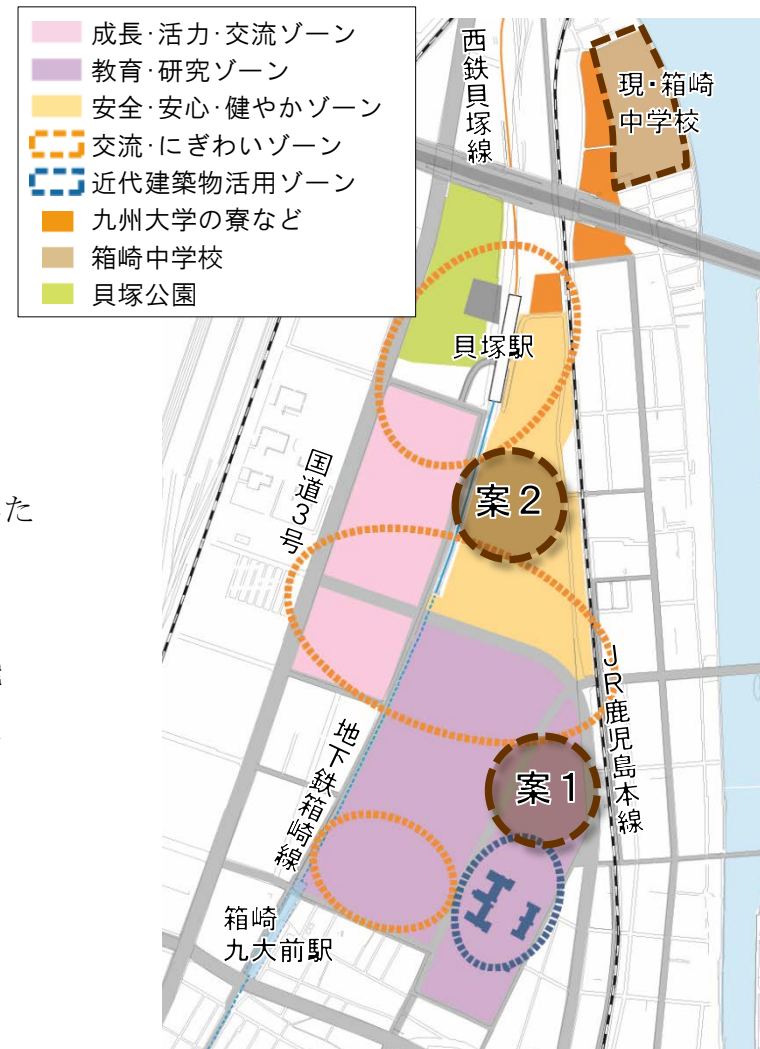 成長・活力・交流ゾーン
教育・研究ゾーン
安全・安心・健やかゾーン
交流・にぎわいゾーン
近代建築物活用ゾーン
九州大学の寮など
箱崎中学校
貝塚公園
西鉄貝塚線
現・箱崎
中学校
貝塚駅
国道3号
案2
た
JR鹿児島本線
地下鉄箱崎線
案1
箱崎
九大前駅